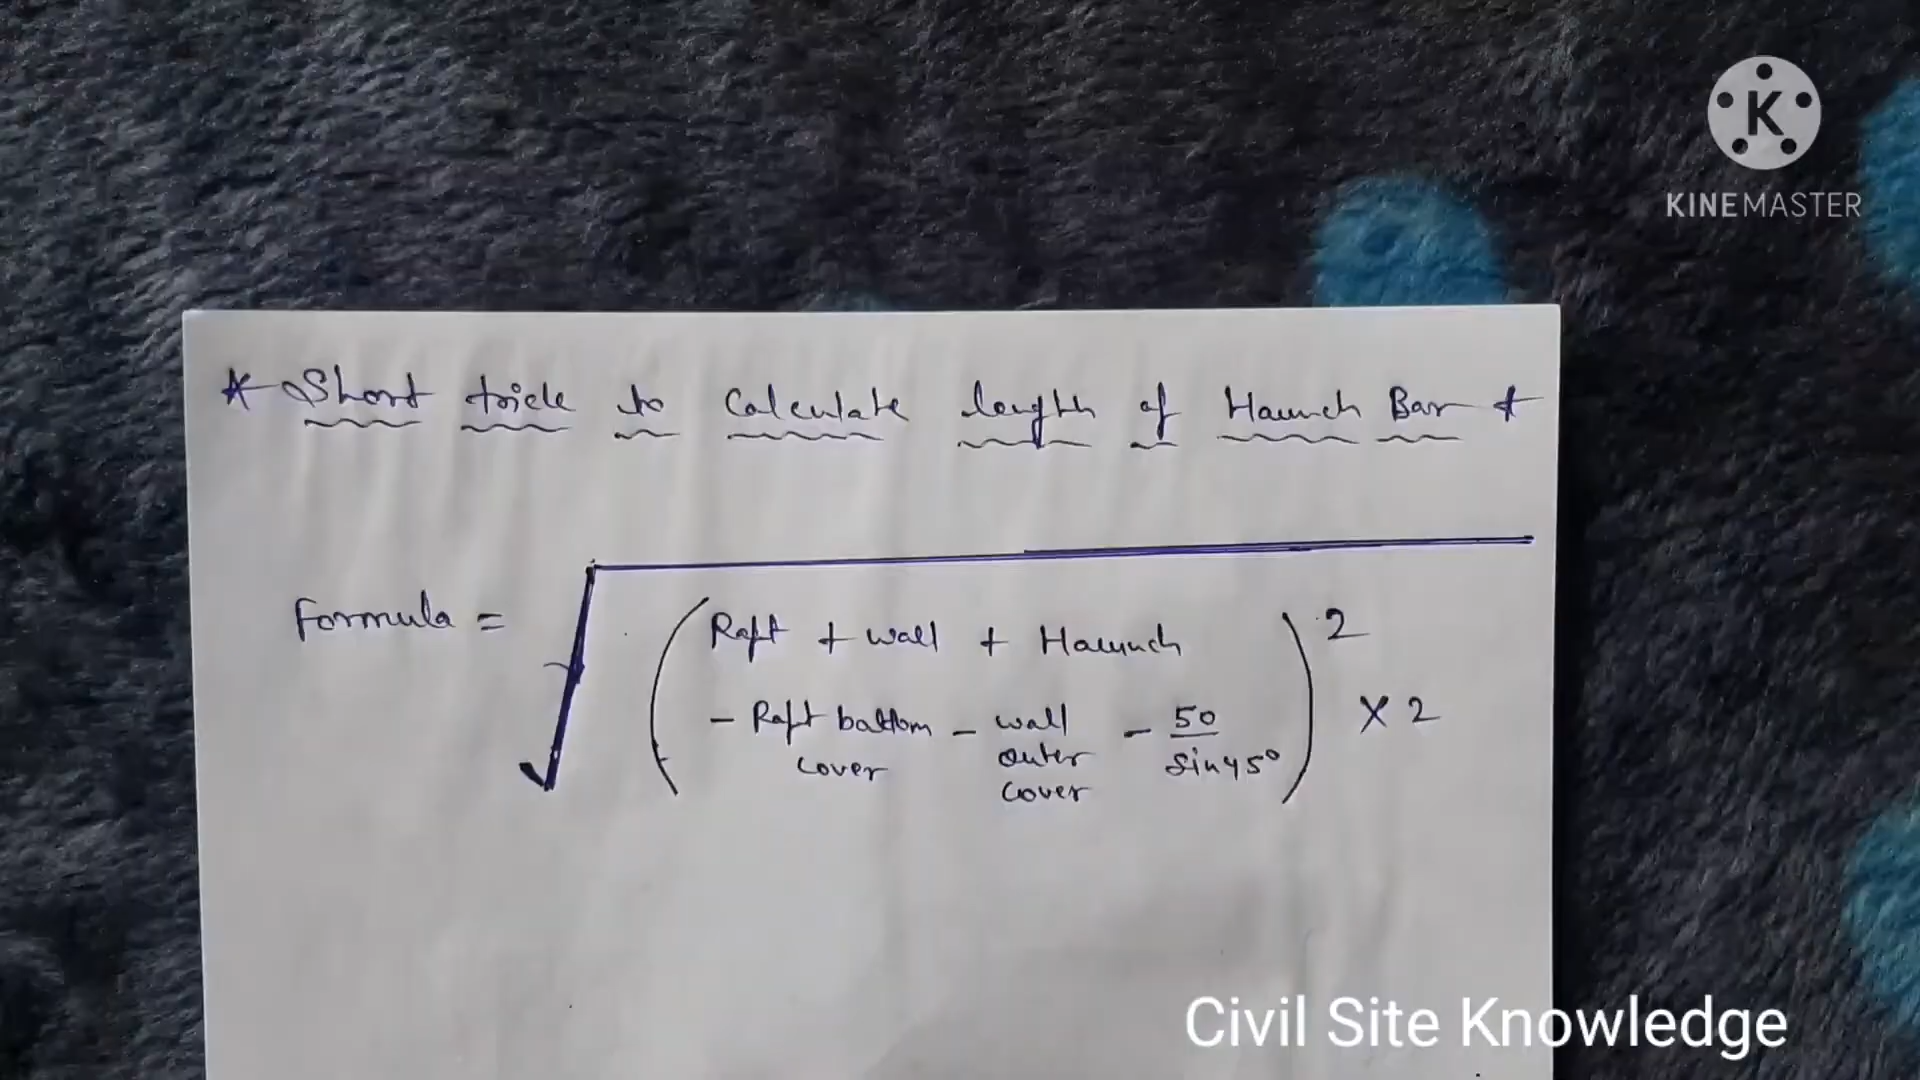 K
KINEMASTER
* Short trick to Calculate length of Haunch Bar *
Formula = √
( Raft + wall + Haunch )2
- Raft bottom cover - wall outer cover - 50/sin45° × 2
Civil Site Knowledge